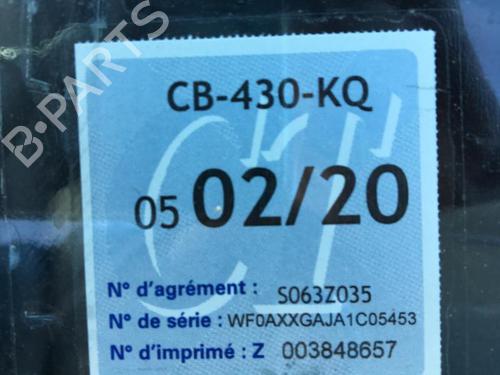 B-PARTS
CB-430-KQ
CT
05 02/20
N° d'agrément : S063Z035
N° de série : WF0AXXGAJA1C05453
N° d'imprimé : Z 003848657